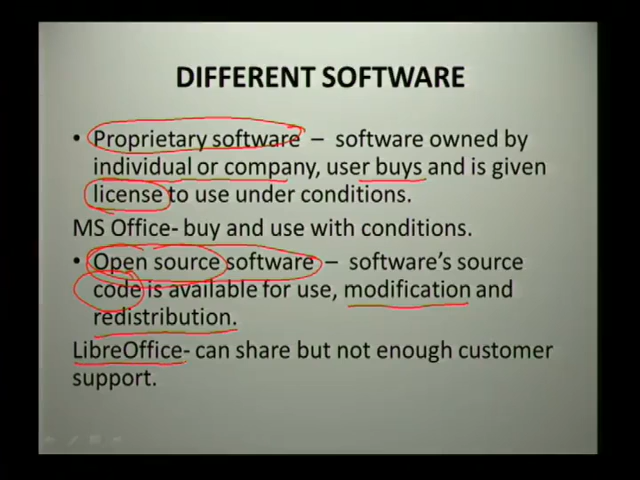 DIFFERENT SOFTWARE
• Proprietary software – software owned by
individual or company, user buys and is given
license to use under conditions.
MS Office- buy and use with conditions.
• Open source software – software's source
code is available for use, modification and
redistribution.
LibreOffice- can share but not enough customer
support.